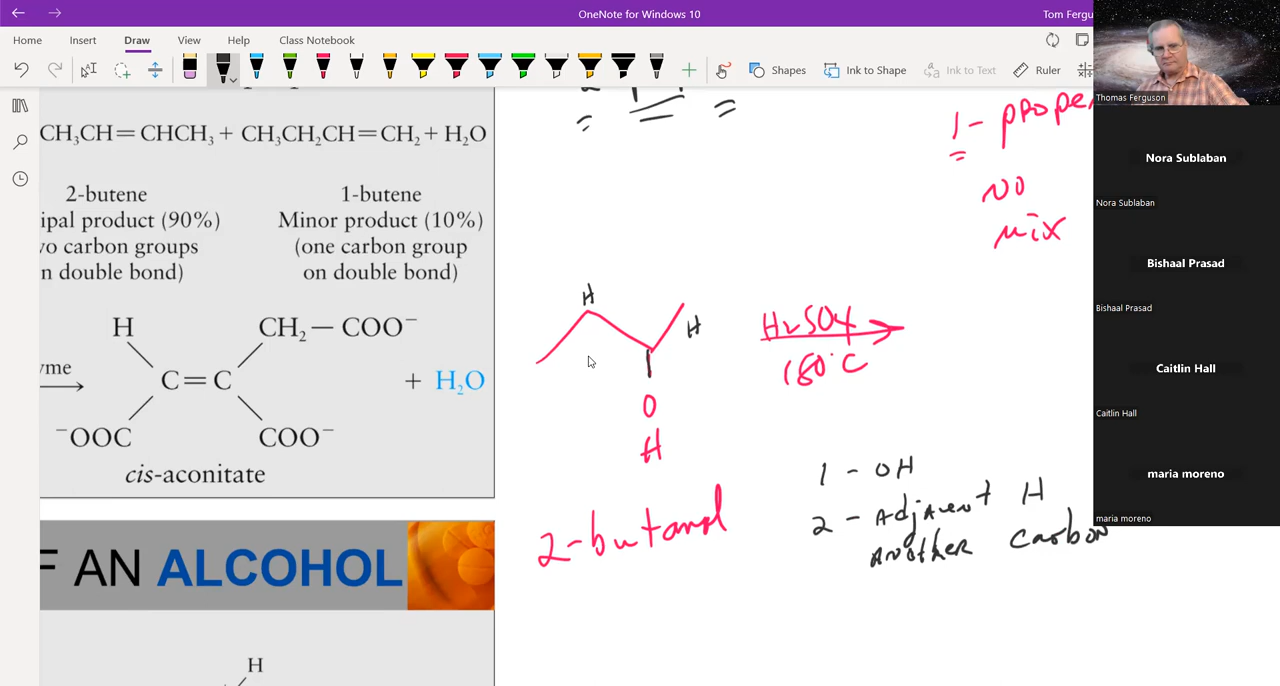 OneNote for Windows 10
Tom Fergu
Home Insert Draw View Help Class Notebook
Shapes Ink to Shape Ink to Text Ruler
CH₃CH=CHCH₃ + CH₃CH₂CH=CH₂ + H₂O
2-butene
ipal product (90%)
vo carbon groups
n double bond)
1-butene
Minor product (10%)
(one carbon group
on double bond)
H CH₂—COO⁻
yme C=C + H₂O
⁻OOC COO⁻
cis-aconitate
F AN ALCOHOL
H
1- propen
NO
mix
H
H
O
H
H₂SO₄
180°C
2-butanol
1 - OH
2 - Adjacent H
Another carbon
Thomas Ferguson
Nora Sublaban
Nora Sublaban
Bishaal Prasad
Bishaal Prasad
Caitlin Hall
Caitlin Hall
maria moreno
maria moreno